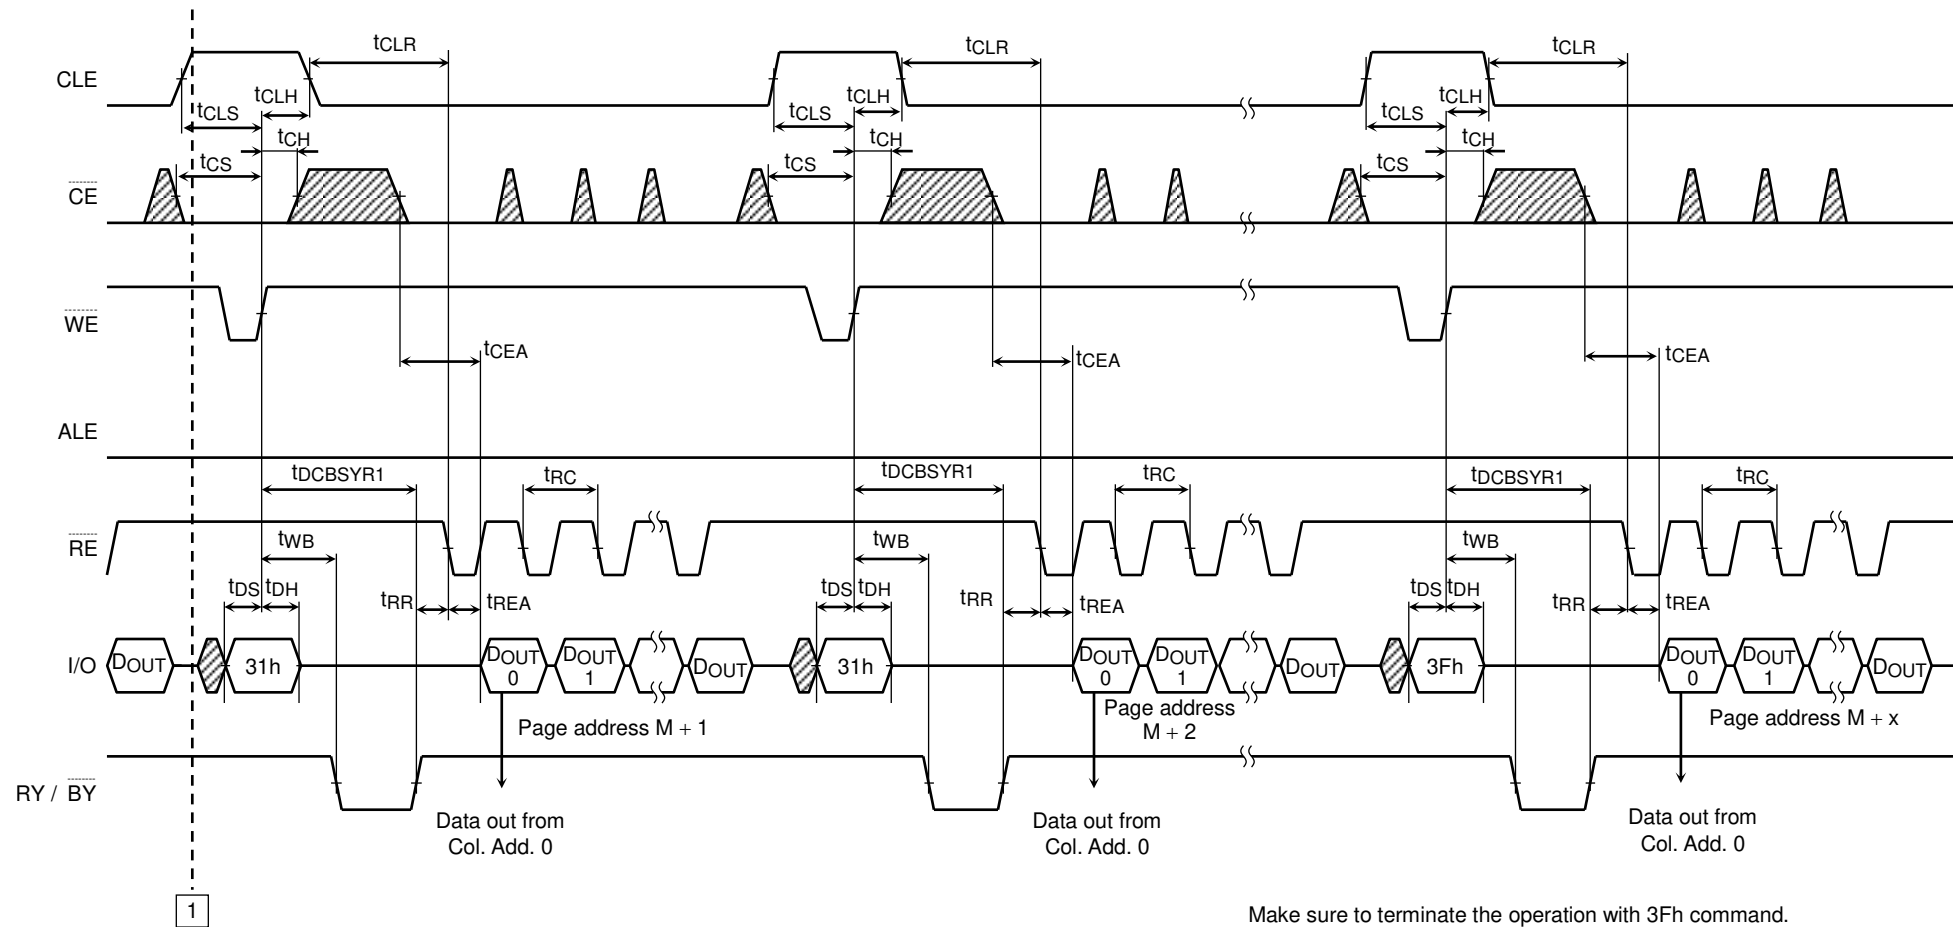 tCLR tCLR tCLR
CLE
tCLH tCLH tCLH
tCLS tCLS tCLS
tCH tCH tCH
tCS tCS tCS
CE
WE
tCEA tCEA tCEA
ALE
tDCBSYR1 tRC tDCBSYR1 tRC tDCBSYR1 tRC
RE
tWB tWB tWB
tDS tDH tDS tDH tDS tDH
tRR tREA tRR tREA tRR tREA
I/O DOUT 31h DOUT 0 DOUT 1 DOUT 31h DOUT 0 DOUT 1 DOUT 3Fh DOUT 0 DOUT 1 DOUT
Page address M + 1
Page address
M + 2
Page address M + x
RY / BY
Data out from
Col. Add. 0
Data out from
Col. Add. 0
Data out from
Col. Add. 0
1
Make sure to terminate the operation with 3Fh command.